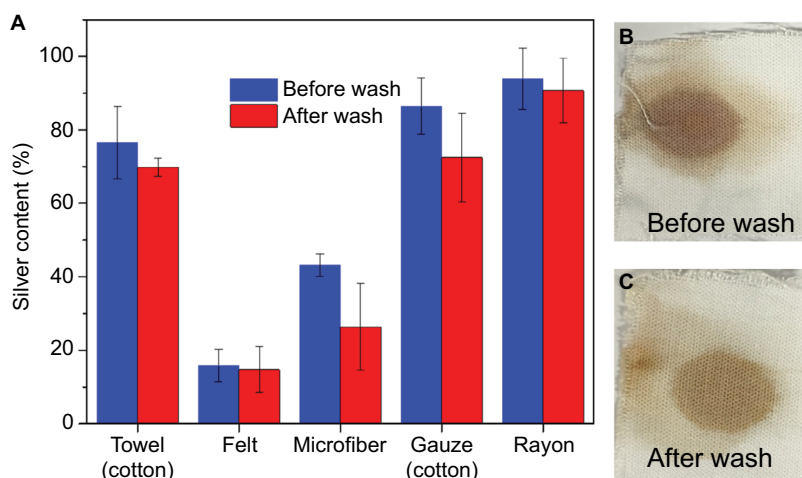 A
100
80
60
40
20
0
Silver content (%)
Before wash
After wash
Towel
(cotton)
Felt
Microfiber
Gauze
(cotton)
Rayon
B
Before wash
C
After wash